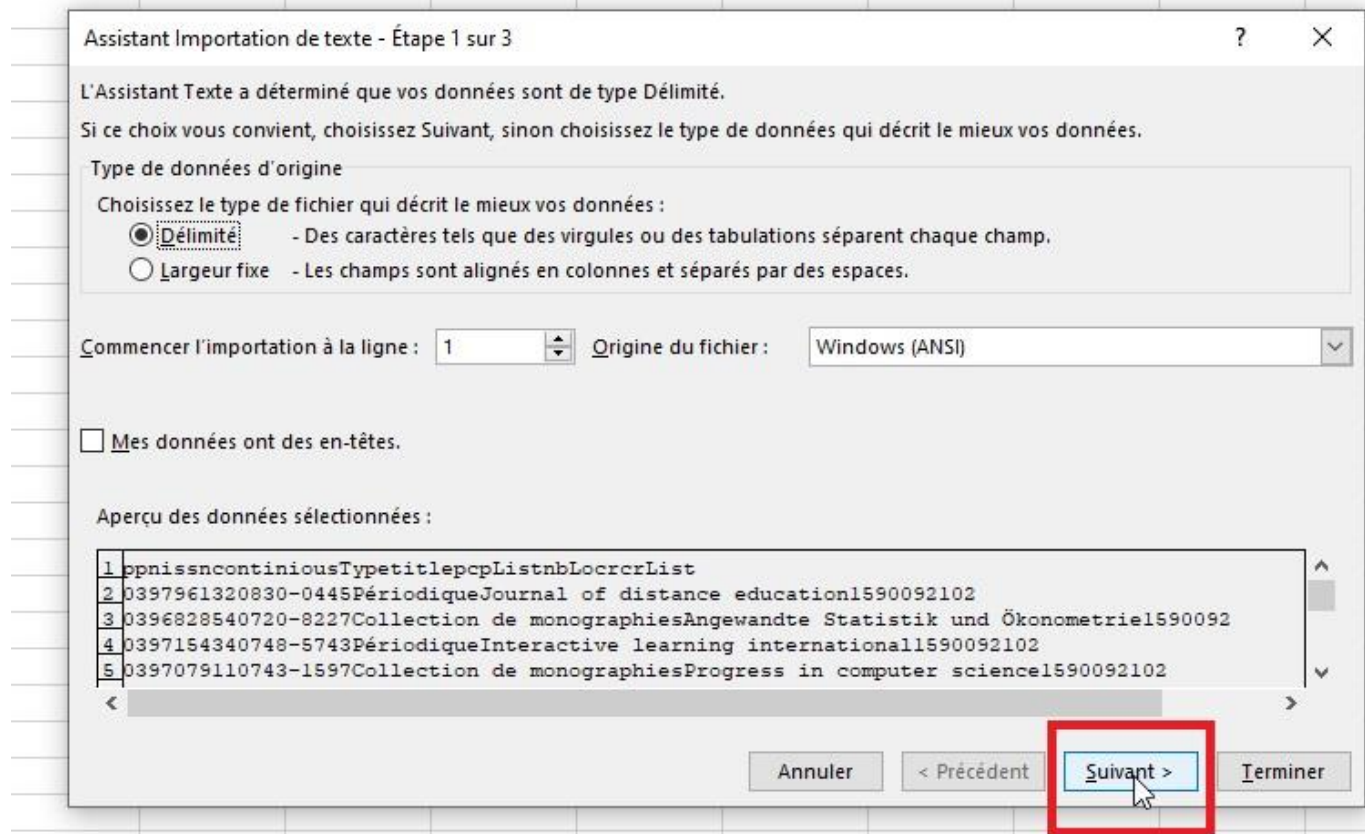 Assistant Importation de texte - Étape 1 sur 3
?
L'Assistant Texte a déterminé que vos données sont de type Délimité.
Si ce choix vous convient, choisissez Suivant, sinon choisissez le type de données qui décrit le mieux vos données.
Type de données d'origine
Choisissez le type de fichier qui décrit le mieux vos données :
Délimité - Des caractères tels que des virgules ou des tabulations séparent chaque champ.
Largeur fixe - Les champs sont alignés en colonnes et séparés par des espaces.
Commencer l'importation à la ligne : 1 Origine du fichier : Windows (ANSI)
Mes données ont des en-têtes.
Aperçu des données sélectionnées :
1 ppnissncontiniousTypetitlepcpListnbLocrcrList
2 0397961320830-0445PériodiqueJournal of distance education1590092102
3 0396828540720-8227Collection de monographiesAngewandte Statistik und Ökonometrie1590092
4 0397154340748-5743PériodiqueInteractive learning international1590092102
5 0397079110743-1597Collection de monographiesProgress in computer science1590092102
Annuler < Précédent Suivant > Terminer